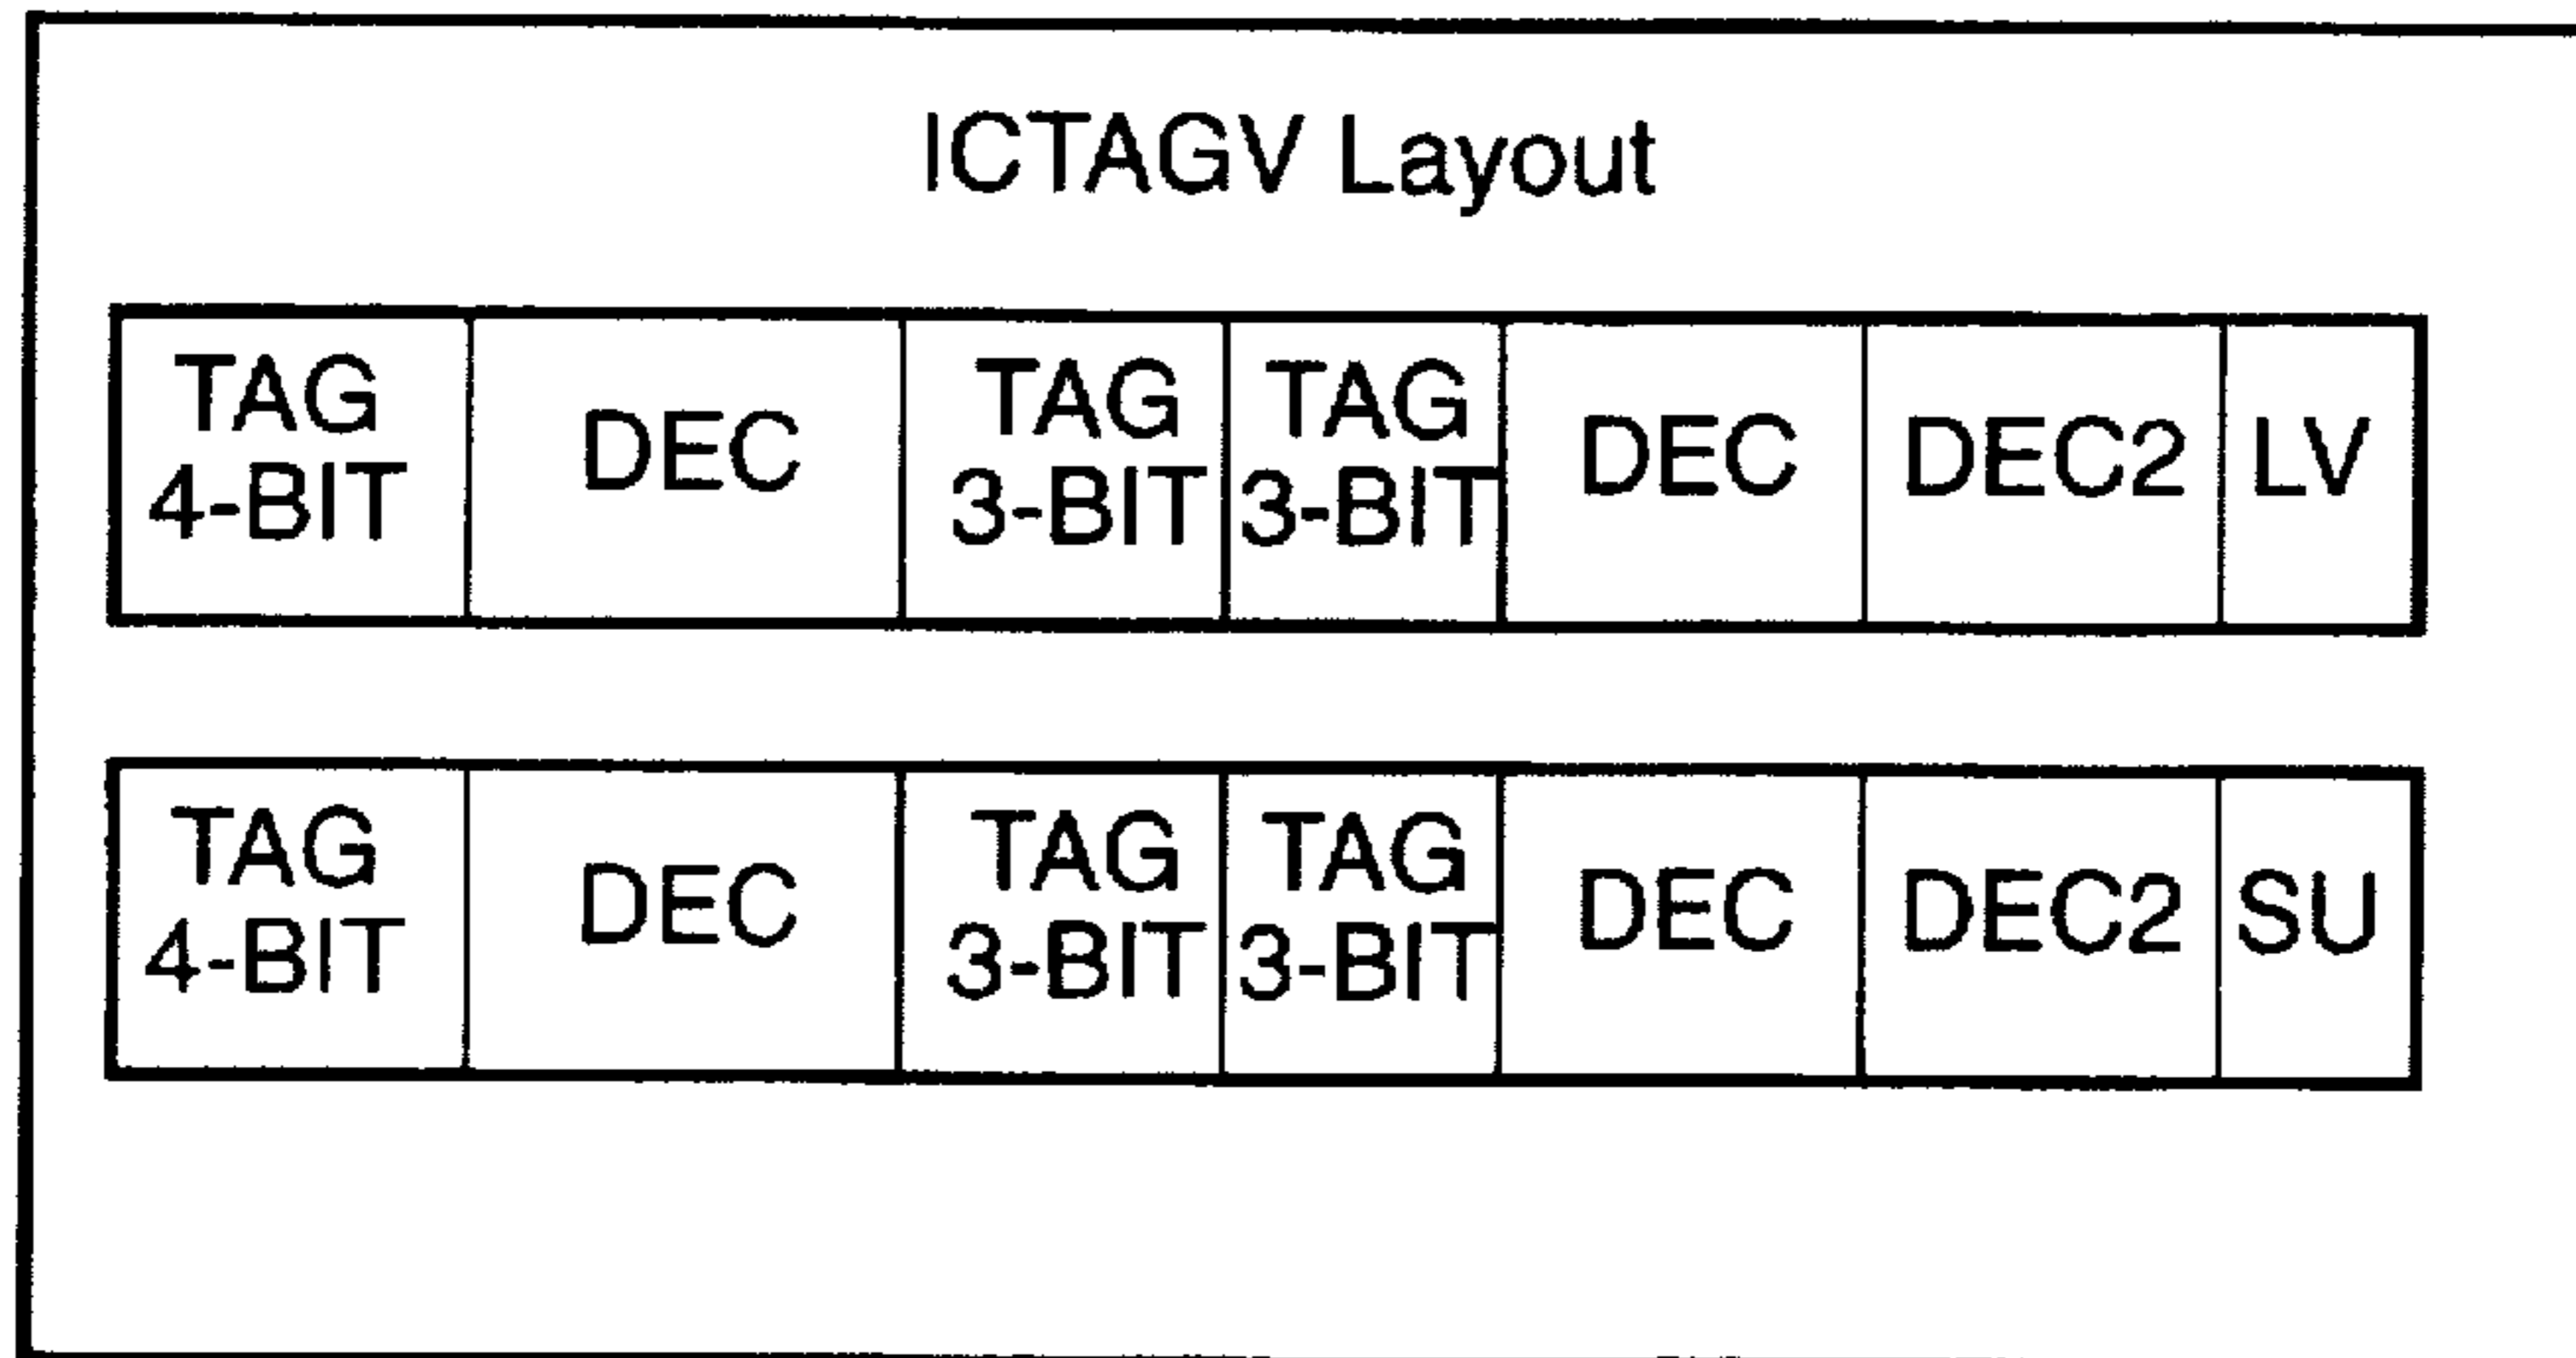 ICTAGV Layout
TAG 4-BIT DEC TAG 3-BIT TAG 3-BIT DEC DEC2 LV
TAG 4-BIT DEC TAG 3-BIT TAG 3-BIT DEC DEC2 SU